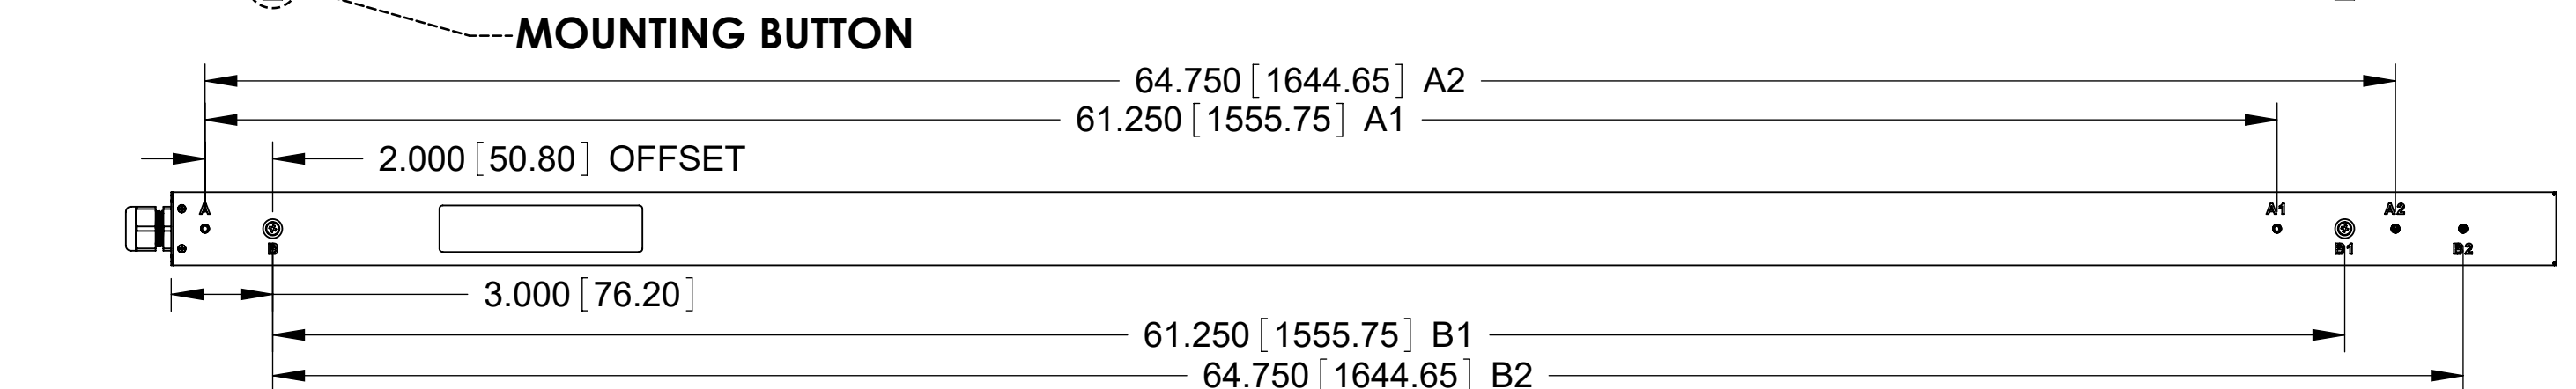 MOUNTING BUTTON
64.750 [1644.65] A2
61.250 [1555.75] A1
2.000 [50.80] OFFSET
A
A1
A2
B
B1
B2
3.000 [76.20]
61.250 [1555.75] B1
64.750 [1644.65] B2